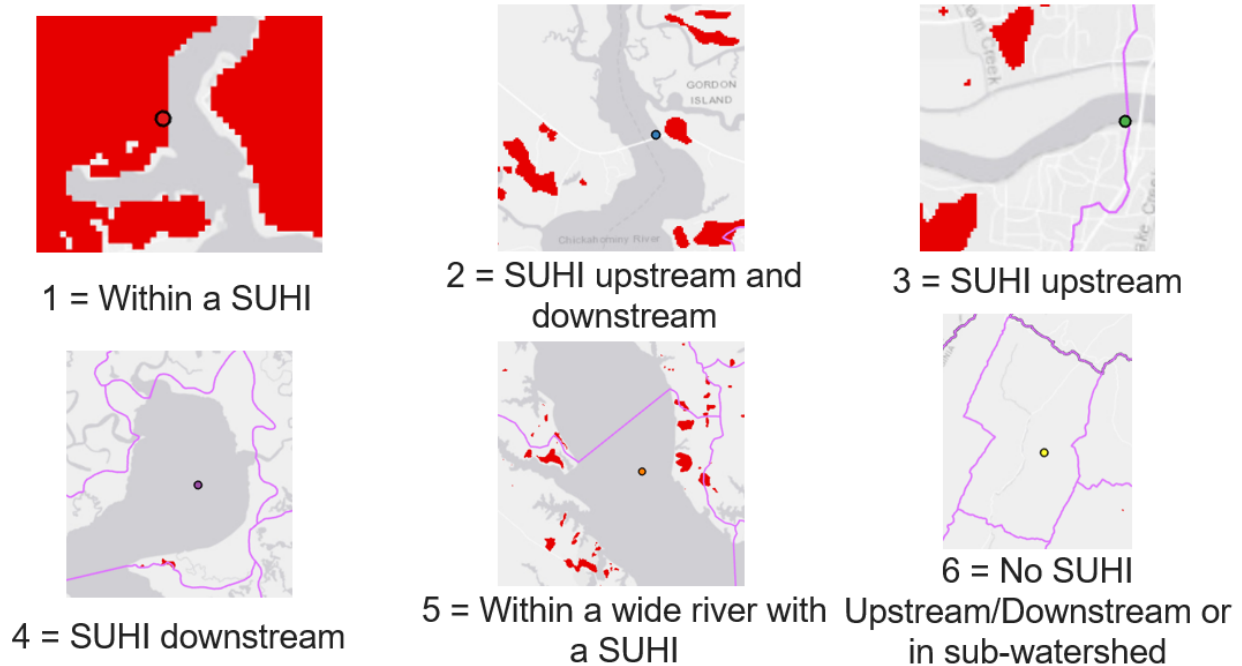 GORDON
ISLAND
Creek
Chickahominy River
1 = Within a SUHI
2 = SUHI upstream and
downstream
3 = SUHI upstream
4 = SUHI downstream
5 = Within a wide river with
a SUHI
6 = No SUHI
Upstream/Downstream or
in sub-watershed